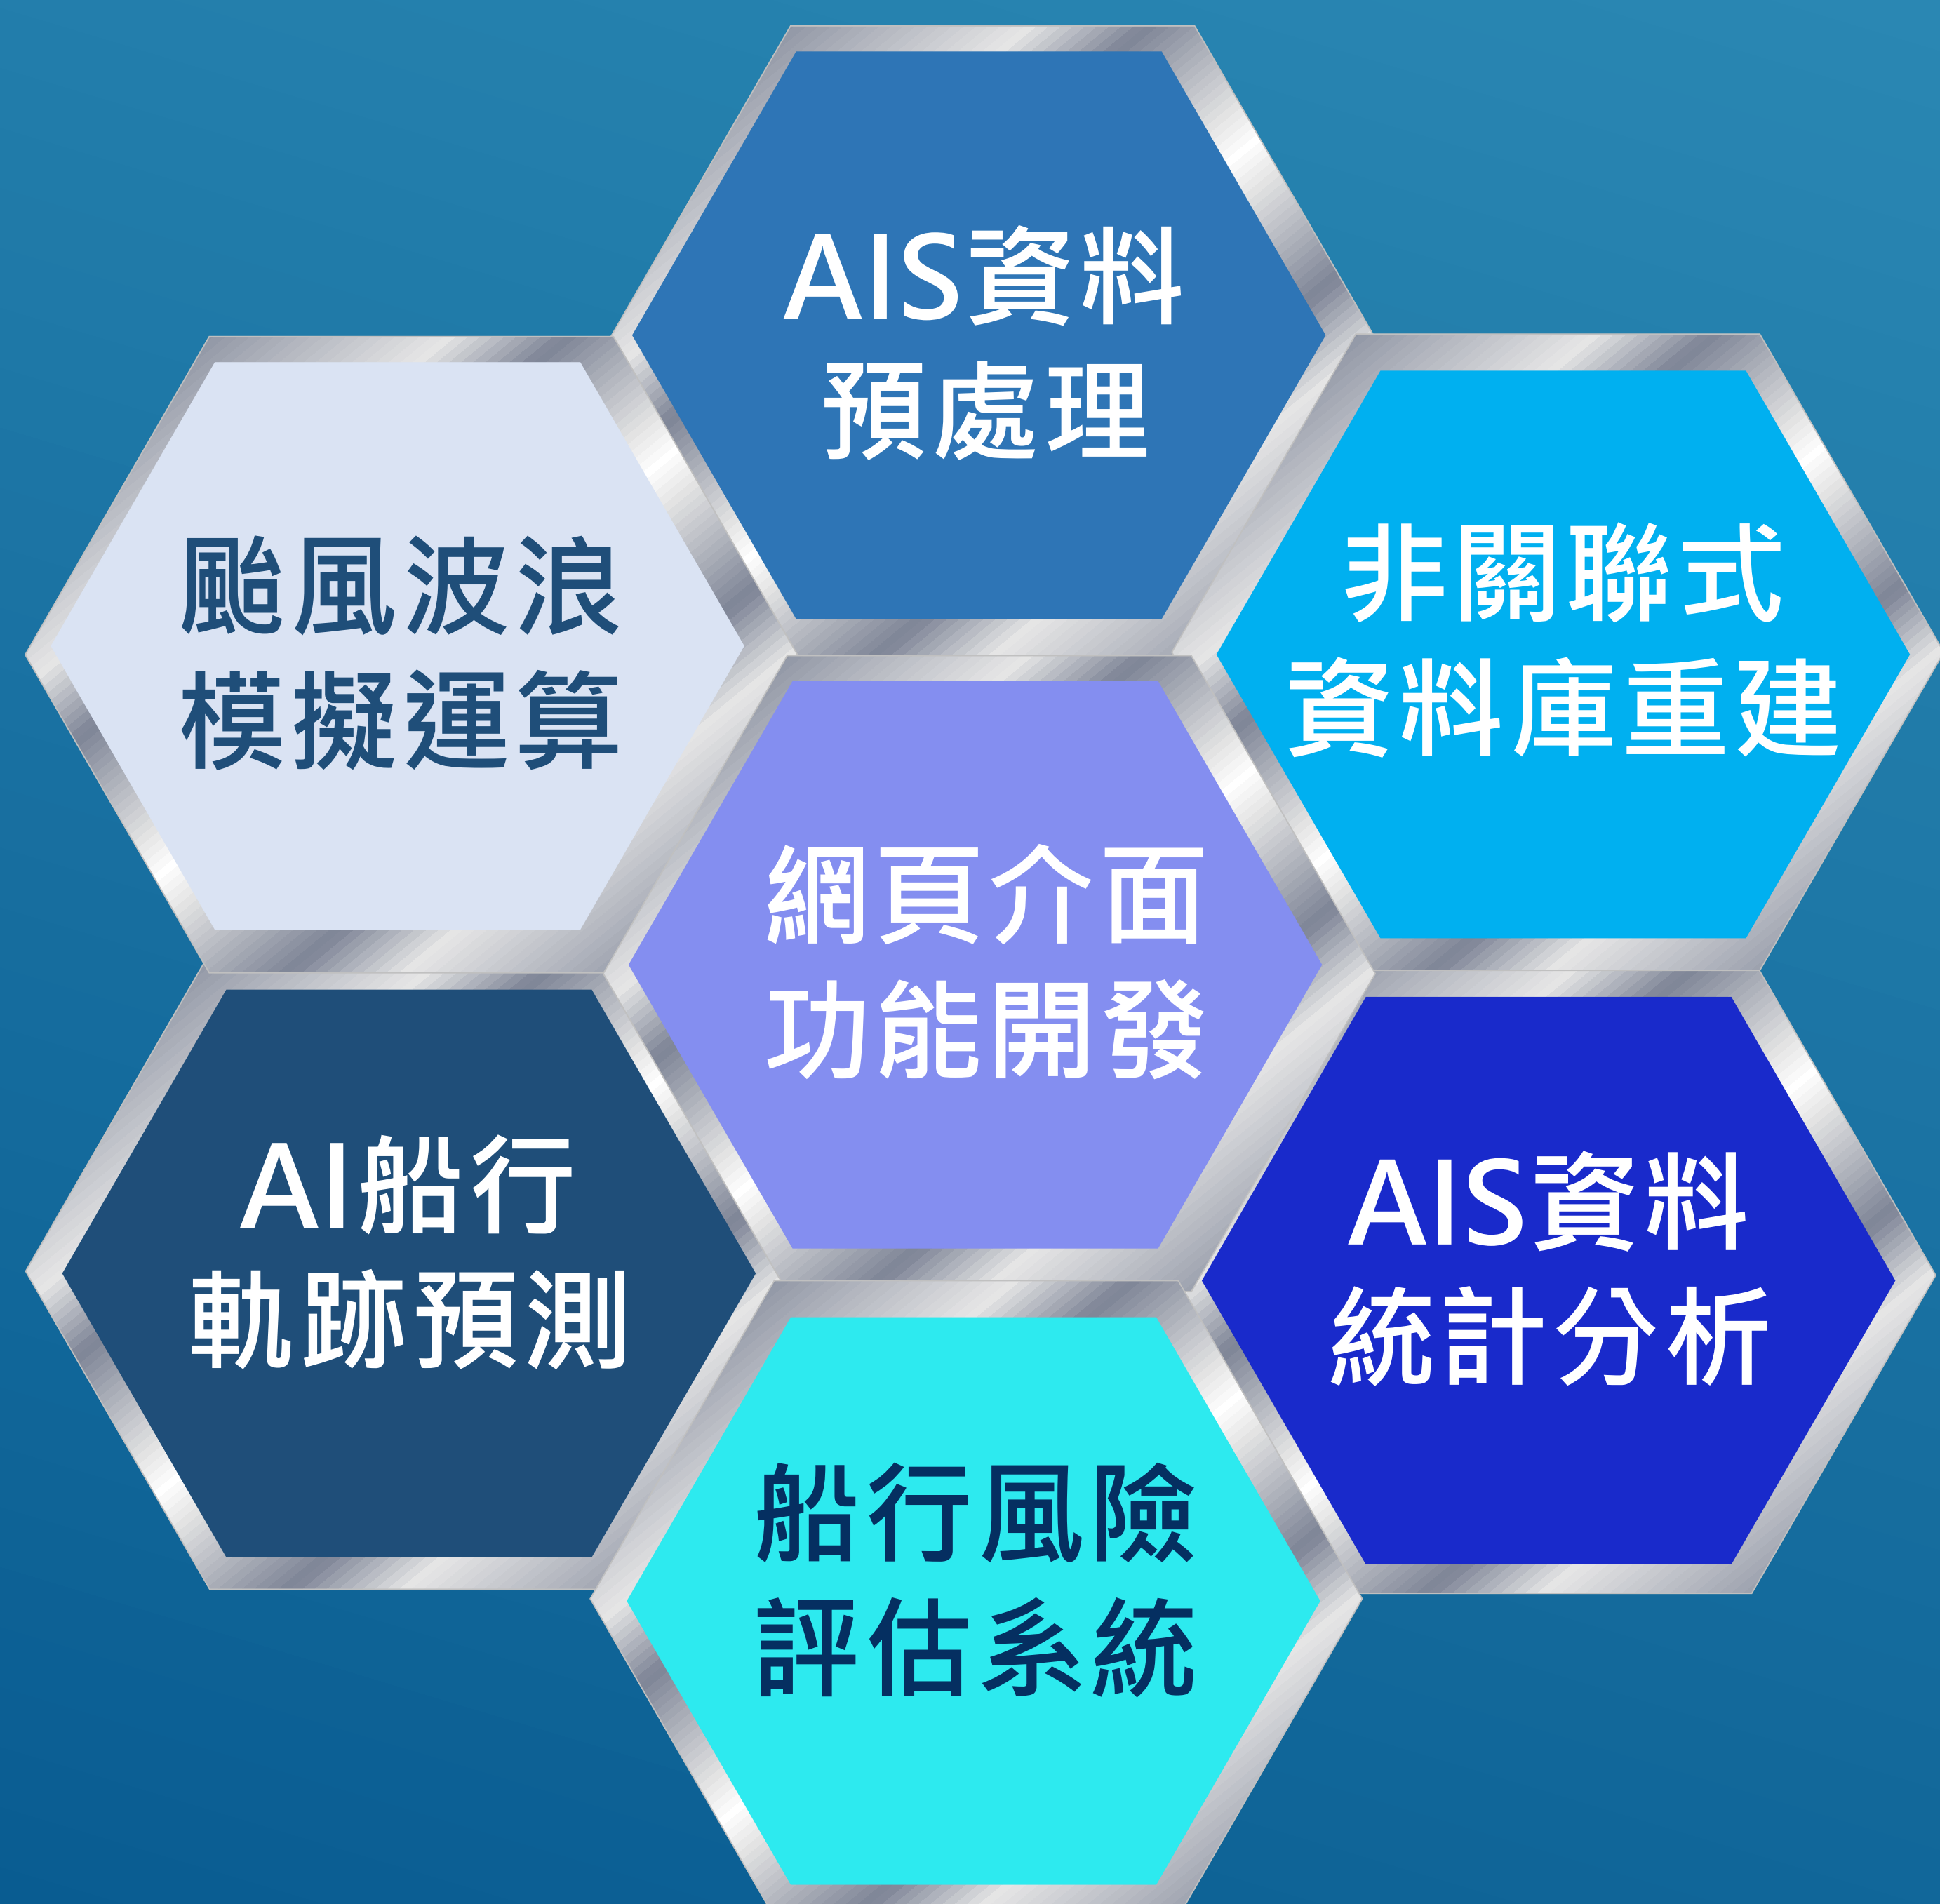 AIS資料
預處理
非關聯式
資料庫重建
颱風波浪
模擬運算
網頁介面
功能開發
AI船行
軌跡預測
AIS資料
統計分析
船行風險
評估系統